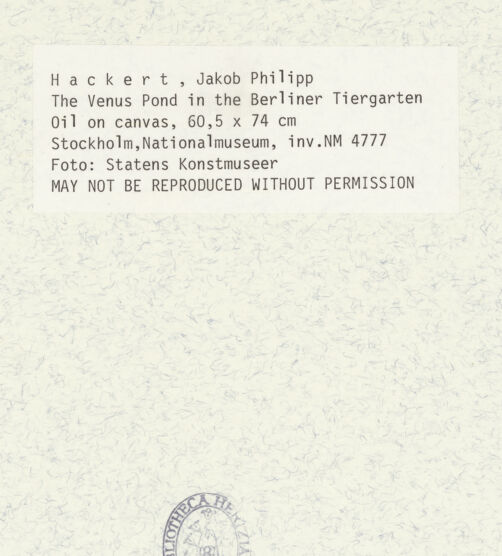 Hackert, Jakob Philipp
The Venus Pond in the Berliner Tiergarten
Oil on canvas, 60,5 x 74 cm
Stockholm,Nationalmuseum, inv.NM 4777
Foto: Statens Konstmuseer
MAY NOT BE REPRODUCED WITHOUT PERMISSION